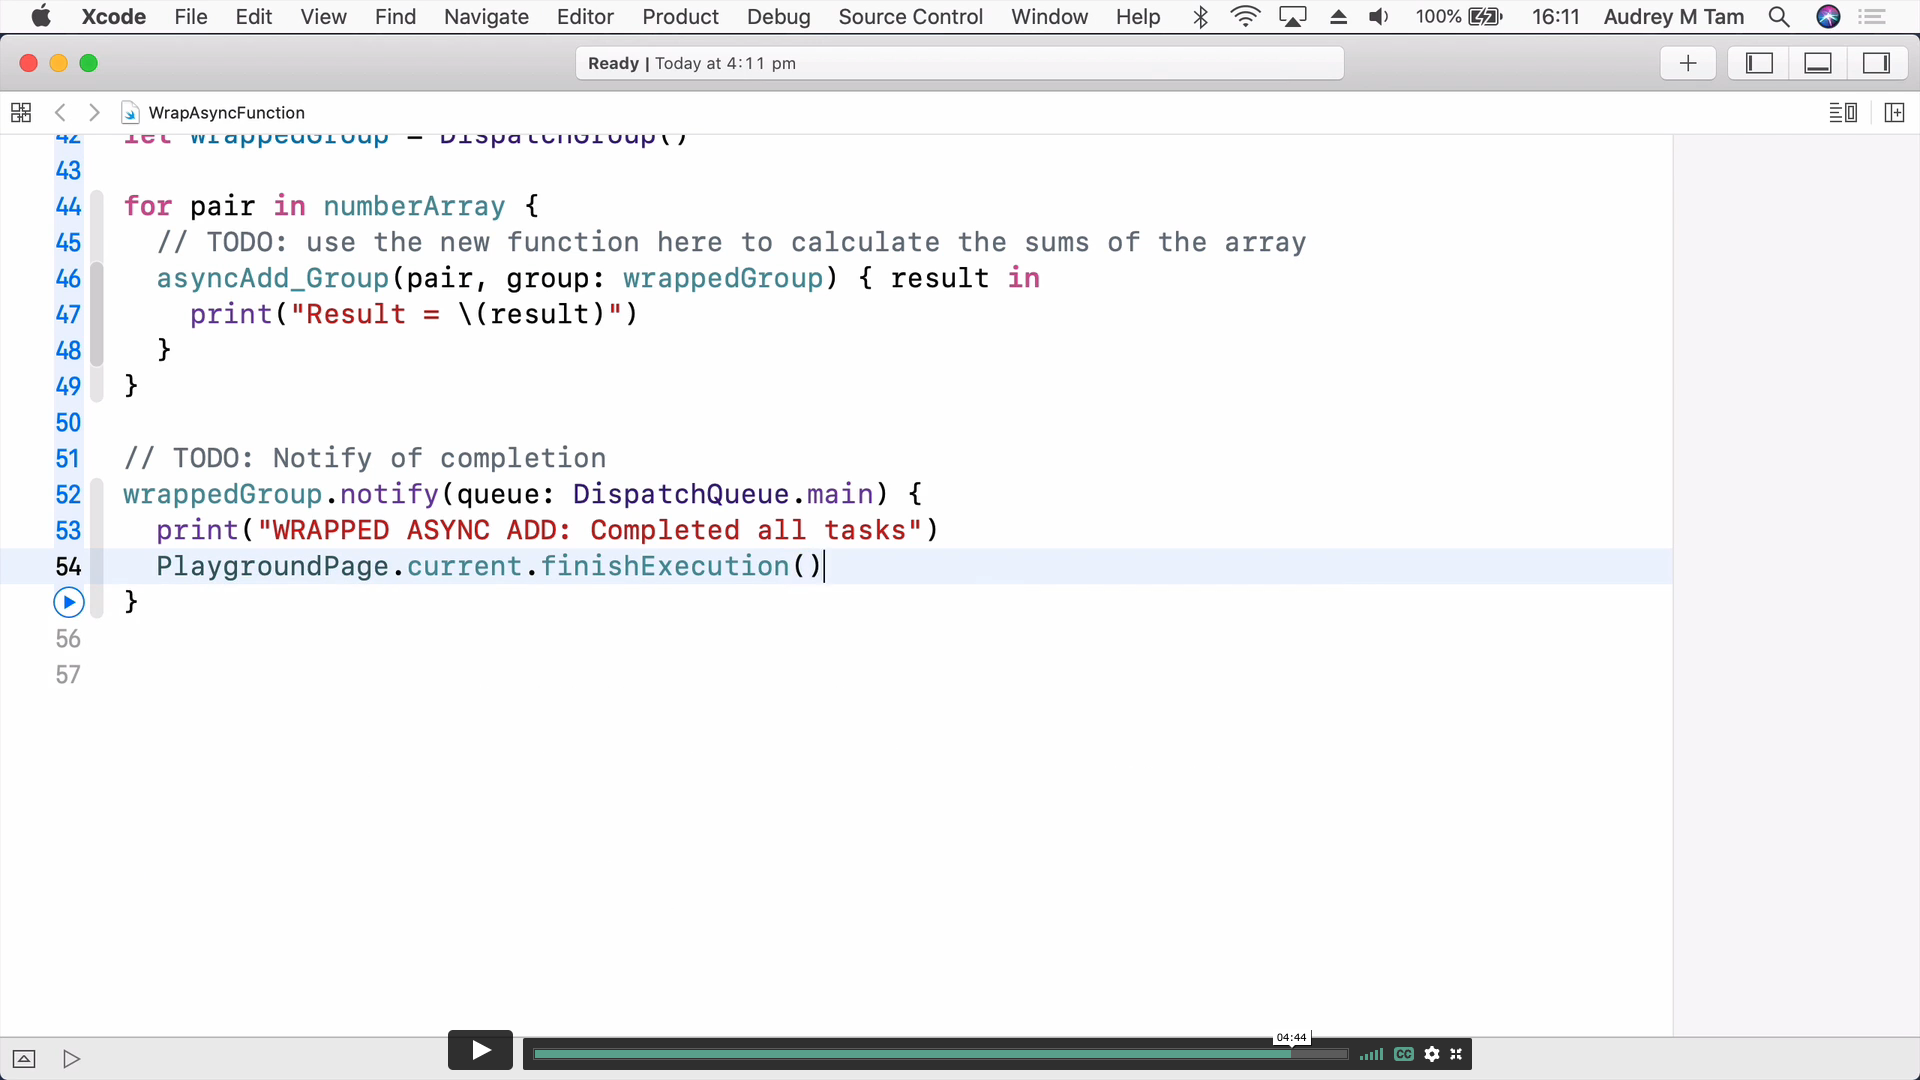 Xcode File Edit View Find Navigate Editor Product Debug Source Control Window Help 100% 16:11 Audrey M Tam
Ready | Today at 4:11 pm
WrapAsyncFunction
42 let wrappedGroup = DispatchGroup()
43
44 for pair in numberArray {
45 // TODO: use the new function here to calculate the sums of the array
46 asyncAdd_Group(pair, group: wrappedGroup) { result in
47 print("Result = \(result)")
48 }
49 }
50
51 // TODO: Notify of completion
52 wrappedGroup.notify(queue: DispatchQueue.main) {
53 print("WRAPPED ASYNC ADD: Completed all tasks")
54 PlaygroundPage.current.finishExecution()
}
56
57
04:44
CC